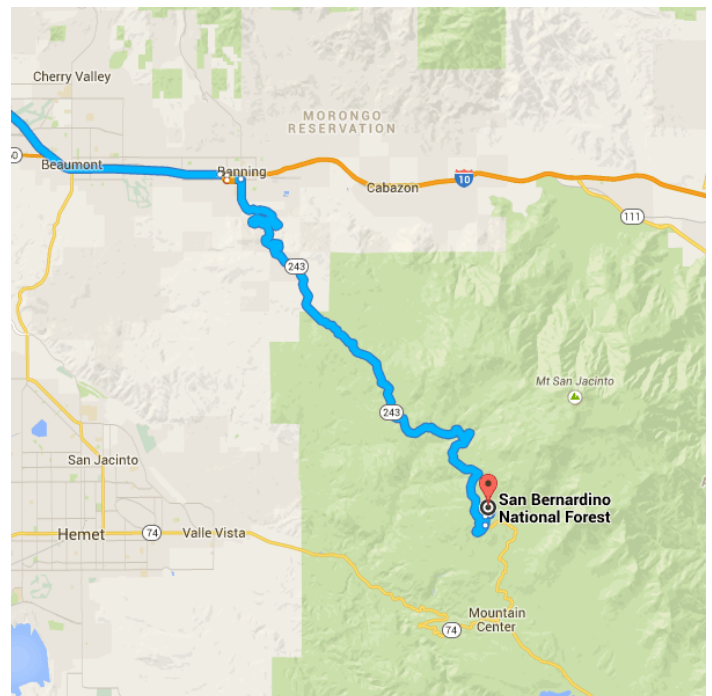 Cherry Valley
MORONGO
RESERVATION
60
Beaumont
Banning
Cabazon
10
111
243
Mt San Jacinto
243
San Jacinto
San Bernardino
National Forest
Hemet
74
Valle Vista
Mountain
Center
74